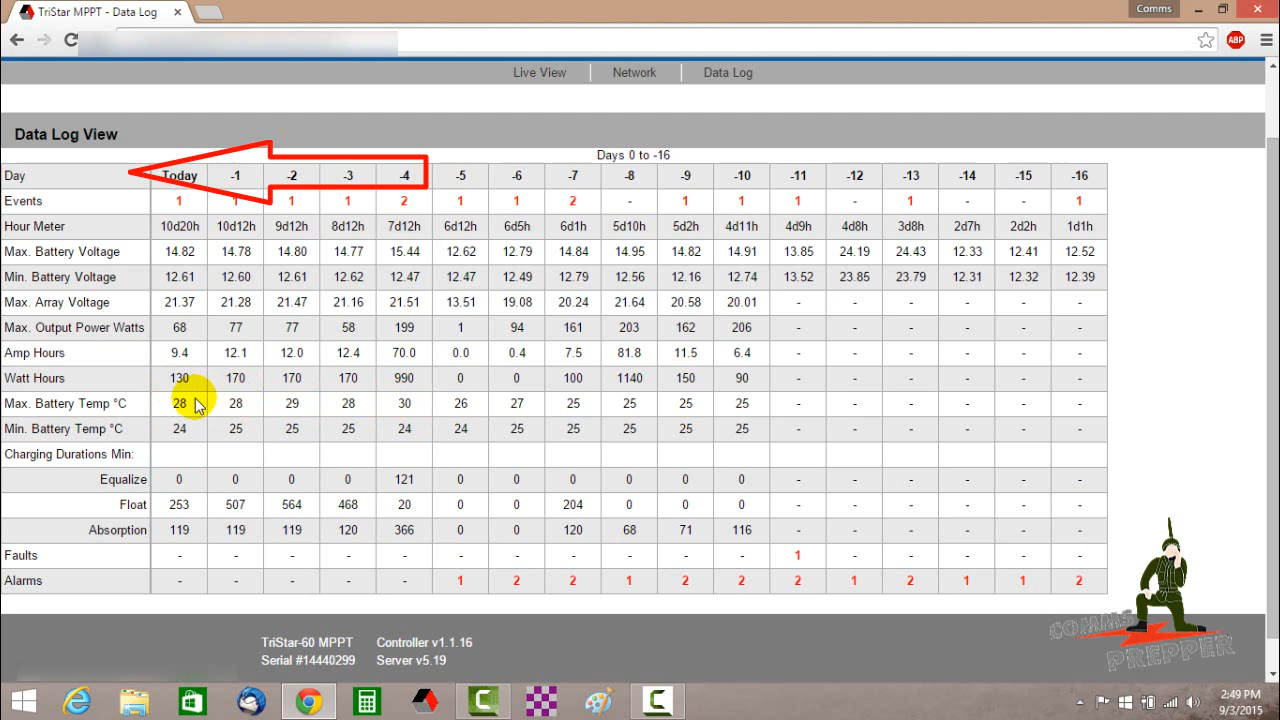 TriStar MPPT - Data Log
Comms
ABP
Live View Network Data Log
Data Log View
Days 0 to -16
Day Today -1 -2 -3 -4 -5 -6 -7 -8 -9 -10 -11 -12 -13 -14 -15 -16
Events 1 1 1 1 2 1 1 2 - 1 1 1 - 1 - - 1
Hour Meter 10d20h 10d12h 9d12h 8d12h 7d12h 6d12h 6d5h 6d1h 5d10h 5d2h 4d11h 4d9h 4d8h 3d8h 2d7h 2d2h 1d1h
Max. Battery Voltage 14.82 14.78 14.80 14.77 15.44 12.62 12.79 14.84 14.95 14.82 14.91 13.85 24.19 24.43 12.33 12.41 12.52
Min. Battery Voltage 12.61 12.60 12.61 12.62 12.47 12.47 12.49 12.79 12.56 12.16 12.74 13.52 23.85 23.79 12.31 12.32 12.39
Max. Array Voltage 21.37 21.28 21.47 21.16 21.51 13.51 19.08 20.24 21.64 20.58 20.01 - - - - - -
Max. Output Power Watts 68 77 77 58 199 1 94 161 203 162 206 - - - - - -
Amp Hours 9.4 12.1 12.0 12.4 70.0 0.0 0.4 7.5 81.8 11.5 6.4 - - - - - -
Watt Hours 130 170 170 170 990 0 0 100 1140 150 90 - - - - - -
Max. Battery Temp °C 28 28 29 28 30 26 27 25 25 25 25 - - - - - -
Min. Battery Temp °C 24 25 25 25 24 24 25 25 25 25 25 - - - - - -
Charging Durations Min:
Equalize 0 0 0 0 121 0 0 0 0 0 0 - - - - - -
Float 253 507 564 468 20 0 0 204 0 0 0 - - - - - -
Absorption 119 119 119 120 366 0 0 120 68 71 116 - - - - - -
Faults - - - - - - - - - - - 1 - - - - -
Alarms - - - - - 1 2 2 1 2 2 2 1 2 1 1 2
TriStar-60 MPPT Controller v1.1.16
Serial #14440299 Server v5.19
COMMS
PREPPER
2:49 PM
9/3/2015